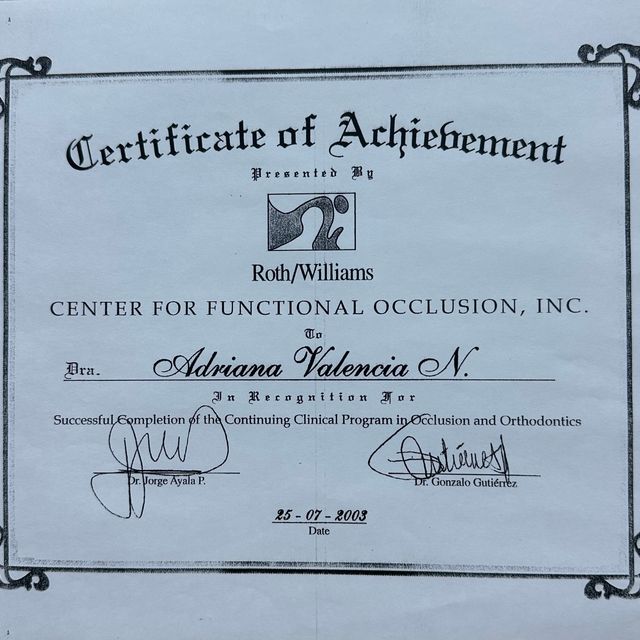 Certificate of Achievement
Presented By
Roth/Williams
CENTER FOR FUNCTIONAL OCCLUSION, INC.
To
Dra. Adriana Valencia N.
In Recognition For
Successful Completion of the Continuing Clinical Program in Occlusion and Orthodontics
Dr. Jorge Ayala P.
Dr. Gonzalo Gutiérrez
25 - 07 - 2003
Date